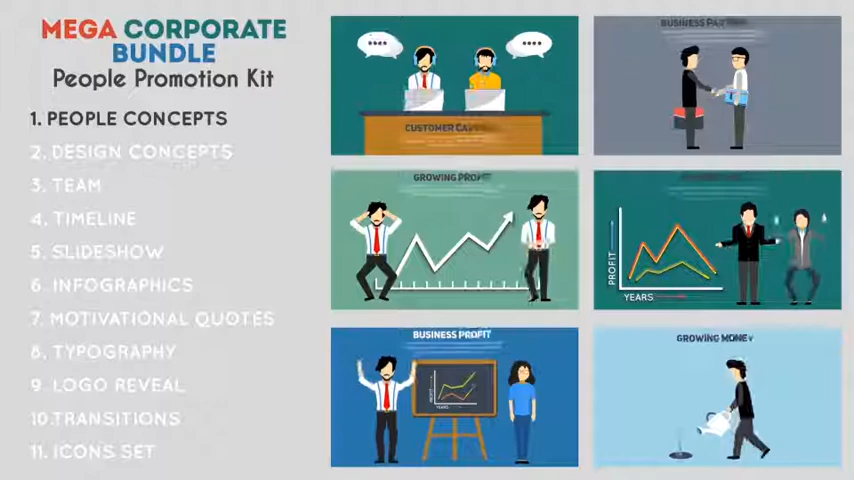 MEGA CORPORATE
BUNDLE
People Promotion Kit
1. PEOPLE CONCEPTS
2. DESIGN CONCEPTS
3. TEAM
4. TIMELINE
5. SLIDESHOW
6. INFOGRAPHICS
7. MOTIVATIONAL QUOTES
8. TYPOGRAPHY
9. LOGO REVEAL
10.TRANSITIONS
11. ICONS SET
CUSTOMER
BUSINESS
GROWING PROFIT
PROFIT
YEARS
BUSINESS PROFIT
PROFIT
YEARS
GROWING MONEY